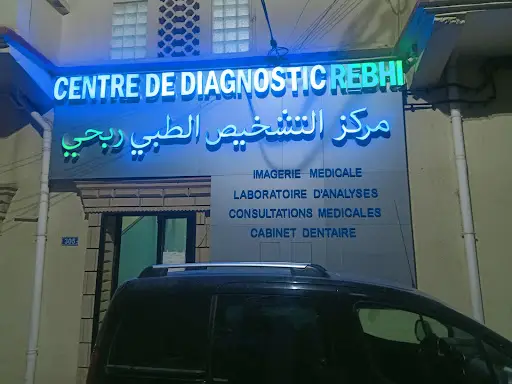 CENTRE DE DIAGNOSTIC REBHI
مركز التشخيص الطبي ربحي
IMAGERIE MEDICALE
LABORATOIRE D'ANALYSES
CONSULTATIONS MEDICALES
CABINET DENTAIRE